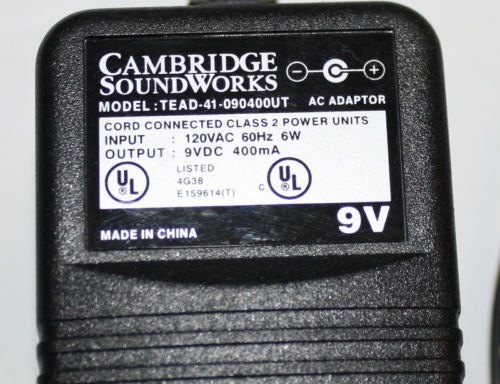 CAMBRIDGE
SOUNDWORKS
MODEL : TEAD-41-090400UT AC ADAPTOR
CORD CONNECTED CLASS 2 POWER UNITS
INPUT : 120VAC 60Hz 6W
OUTPUT : 9VDC 400mA
UL LISTED
4G38
E159614(T)
C UL
MADE IN CHINA
9V